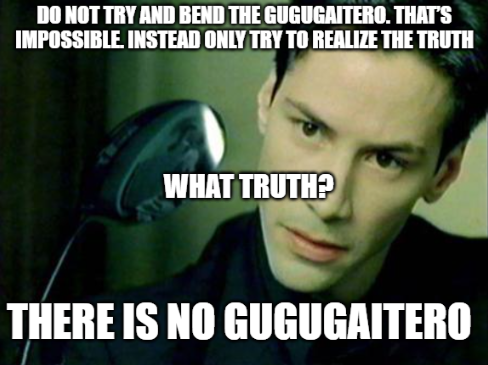 DO NOT TRY AND BEND THE GUGUGAITERO. THAT'S
IMPOSSIBLE. INSTEAD ONLY TRY TO REALIZE THE TRUTH
WHAT TRUTH?
THERE IS NO GUGUGAITERO